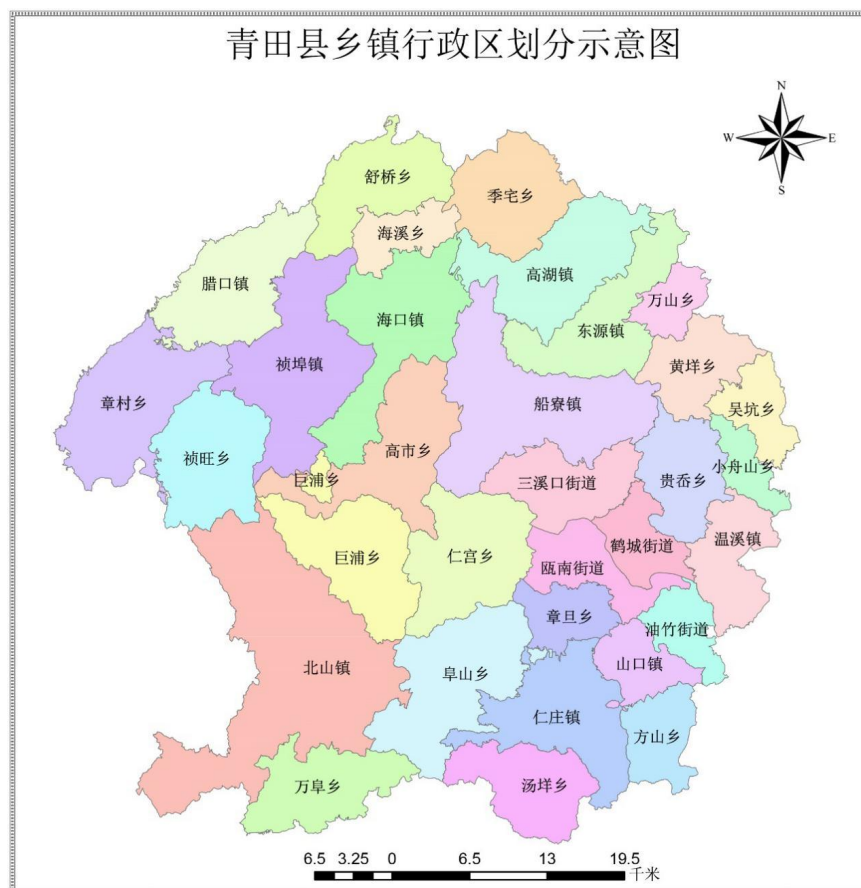 青田县乡镇行政区划分示意图
N
W
E
S
舒桥乡
季宅乡
海溪乡
腊口镇
高湖镇
万山乡
海口镇
东源镇
祯埠镇
黄垟乡
章村乡
船寮镇
吴坑乡
祯旺乡
高市乡
巨浦乡
三溪口街道
贵岙乡
小舟山乡
温溪镇
鹤城街道
巨浦乡
仁宫乡
瓯南街道
章旦乡
油竹街道
北山镇
阜山乡
山口镇
仁庄镇
方山乡
万阜乡
汤垟乡
6.5 3.25 0 6.5 13 19.5
千米